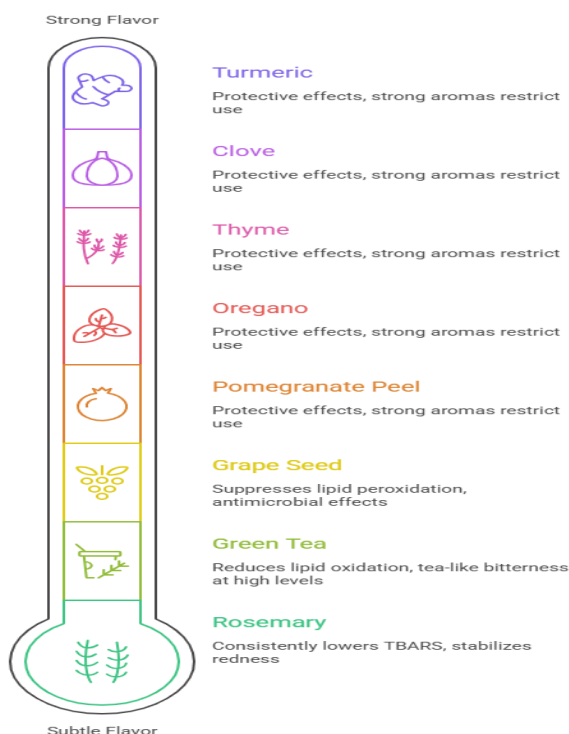 Strong Flavor
Turmeric
Protective effects, strong aromas restrict
use
Clove
Protective effects, strong aromas restrict
use
Thyme
Protective effects, strong aromas restrict
use
Oregano
Protective effects, strong aromas restrict
use
Pomegranate Peel
Protective effects, strong aromas restrict
use
Grape Seed
Suppresses lipid peroxidation,
antimicrobial effects
Green Tea
Reduces lipid oxidation, tea-like bitterness
at high levels
Rosemary
Consistently lowers TBARS, stabilizes
redness
Subtle Flavor